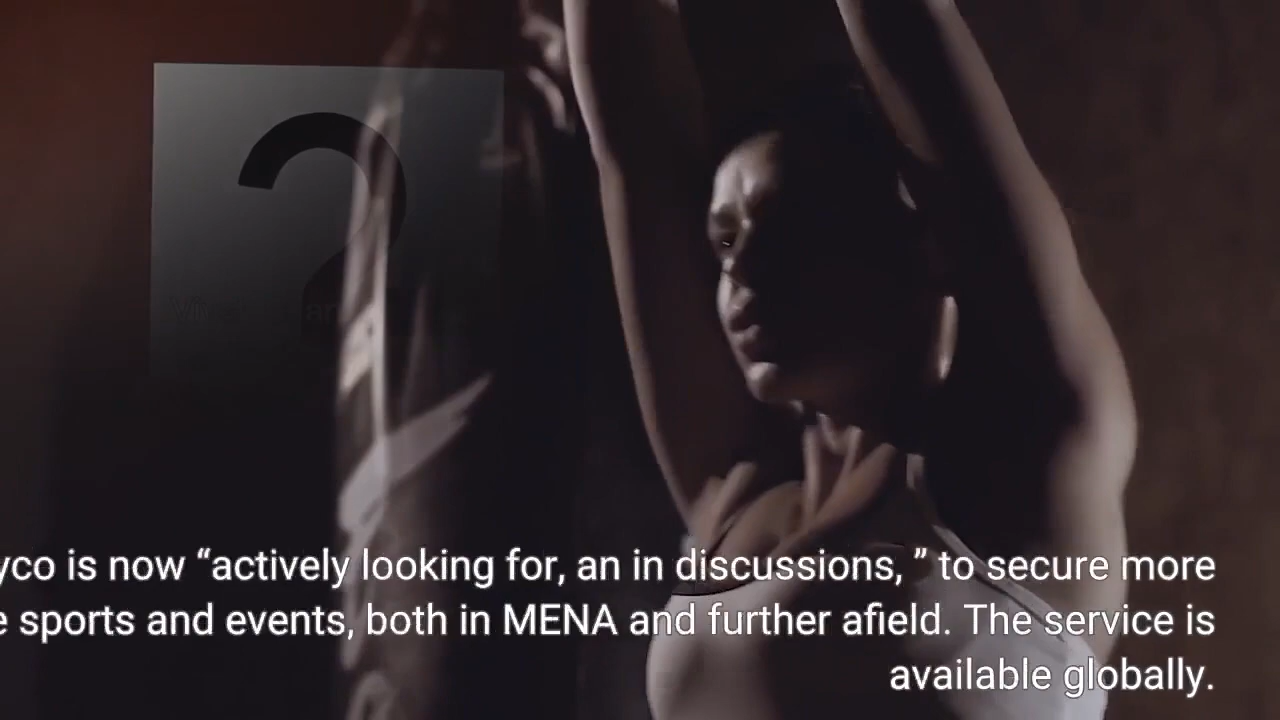 ?
yco is now “actively looking for, an in discussions, ” to secure more
e sports and events, both in MENA and further afield. The service is
available globally.